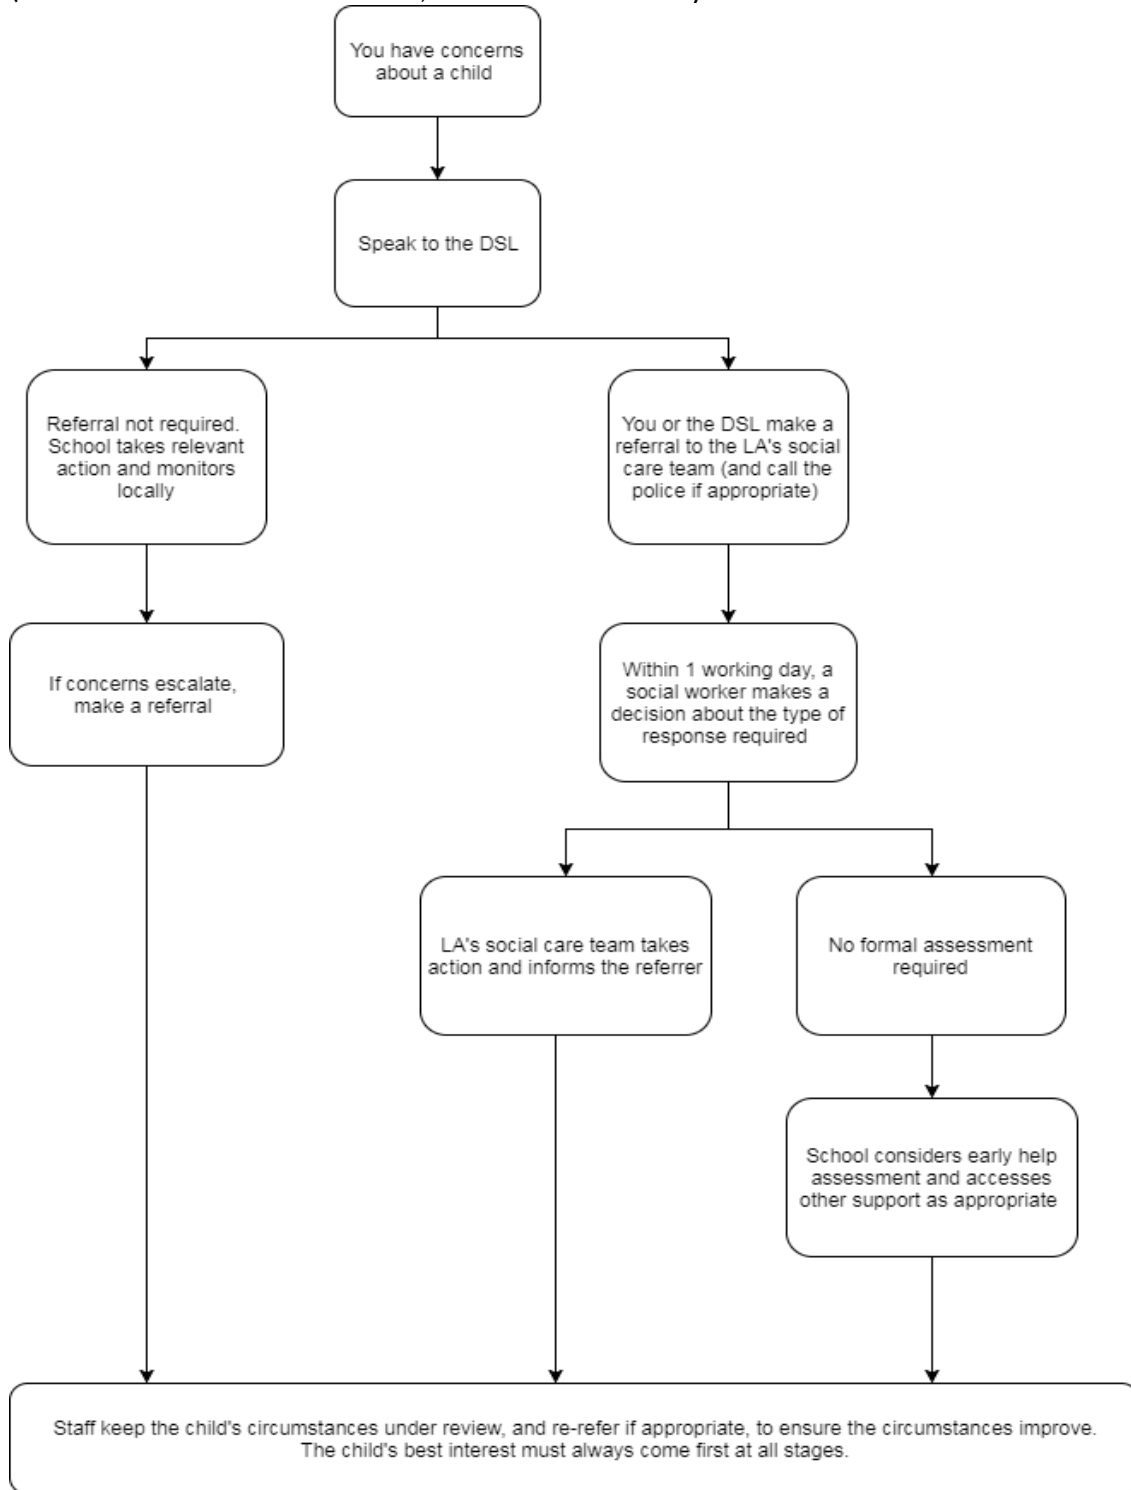 You have concerns
about a child
Speak to the DSL
Referral not required.
School takes relevant
action and monitors
locally
You or the DSL make a
referral to the LA's social
care team (and call the
police if appropriate)
If concerns escalate,
make a referral
Within 1 working day, a
social worker makes a
decision about the type of
response required
LA's social care team takes
action and informs the referrer
No formal assessment
required
School considers early help
assessment and accesses
other support as appropriate
Staff keep the child's circumstances under review, and re-refer if appropriate, to ensure the circumstances improve.
The child's best interest must always come first at all stages.